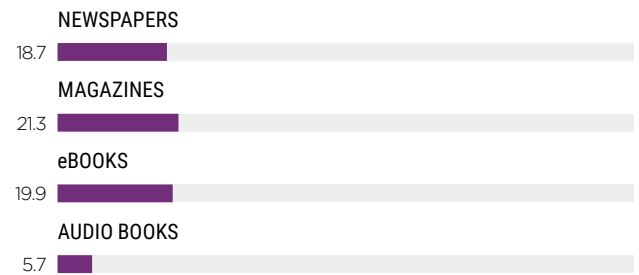 NEWSPAPERS
18.7
MAGAZINES
21.3
eBOOKS
19.9
AUDIO BOOKS
5.7